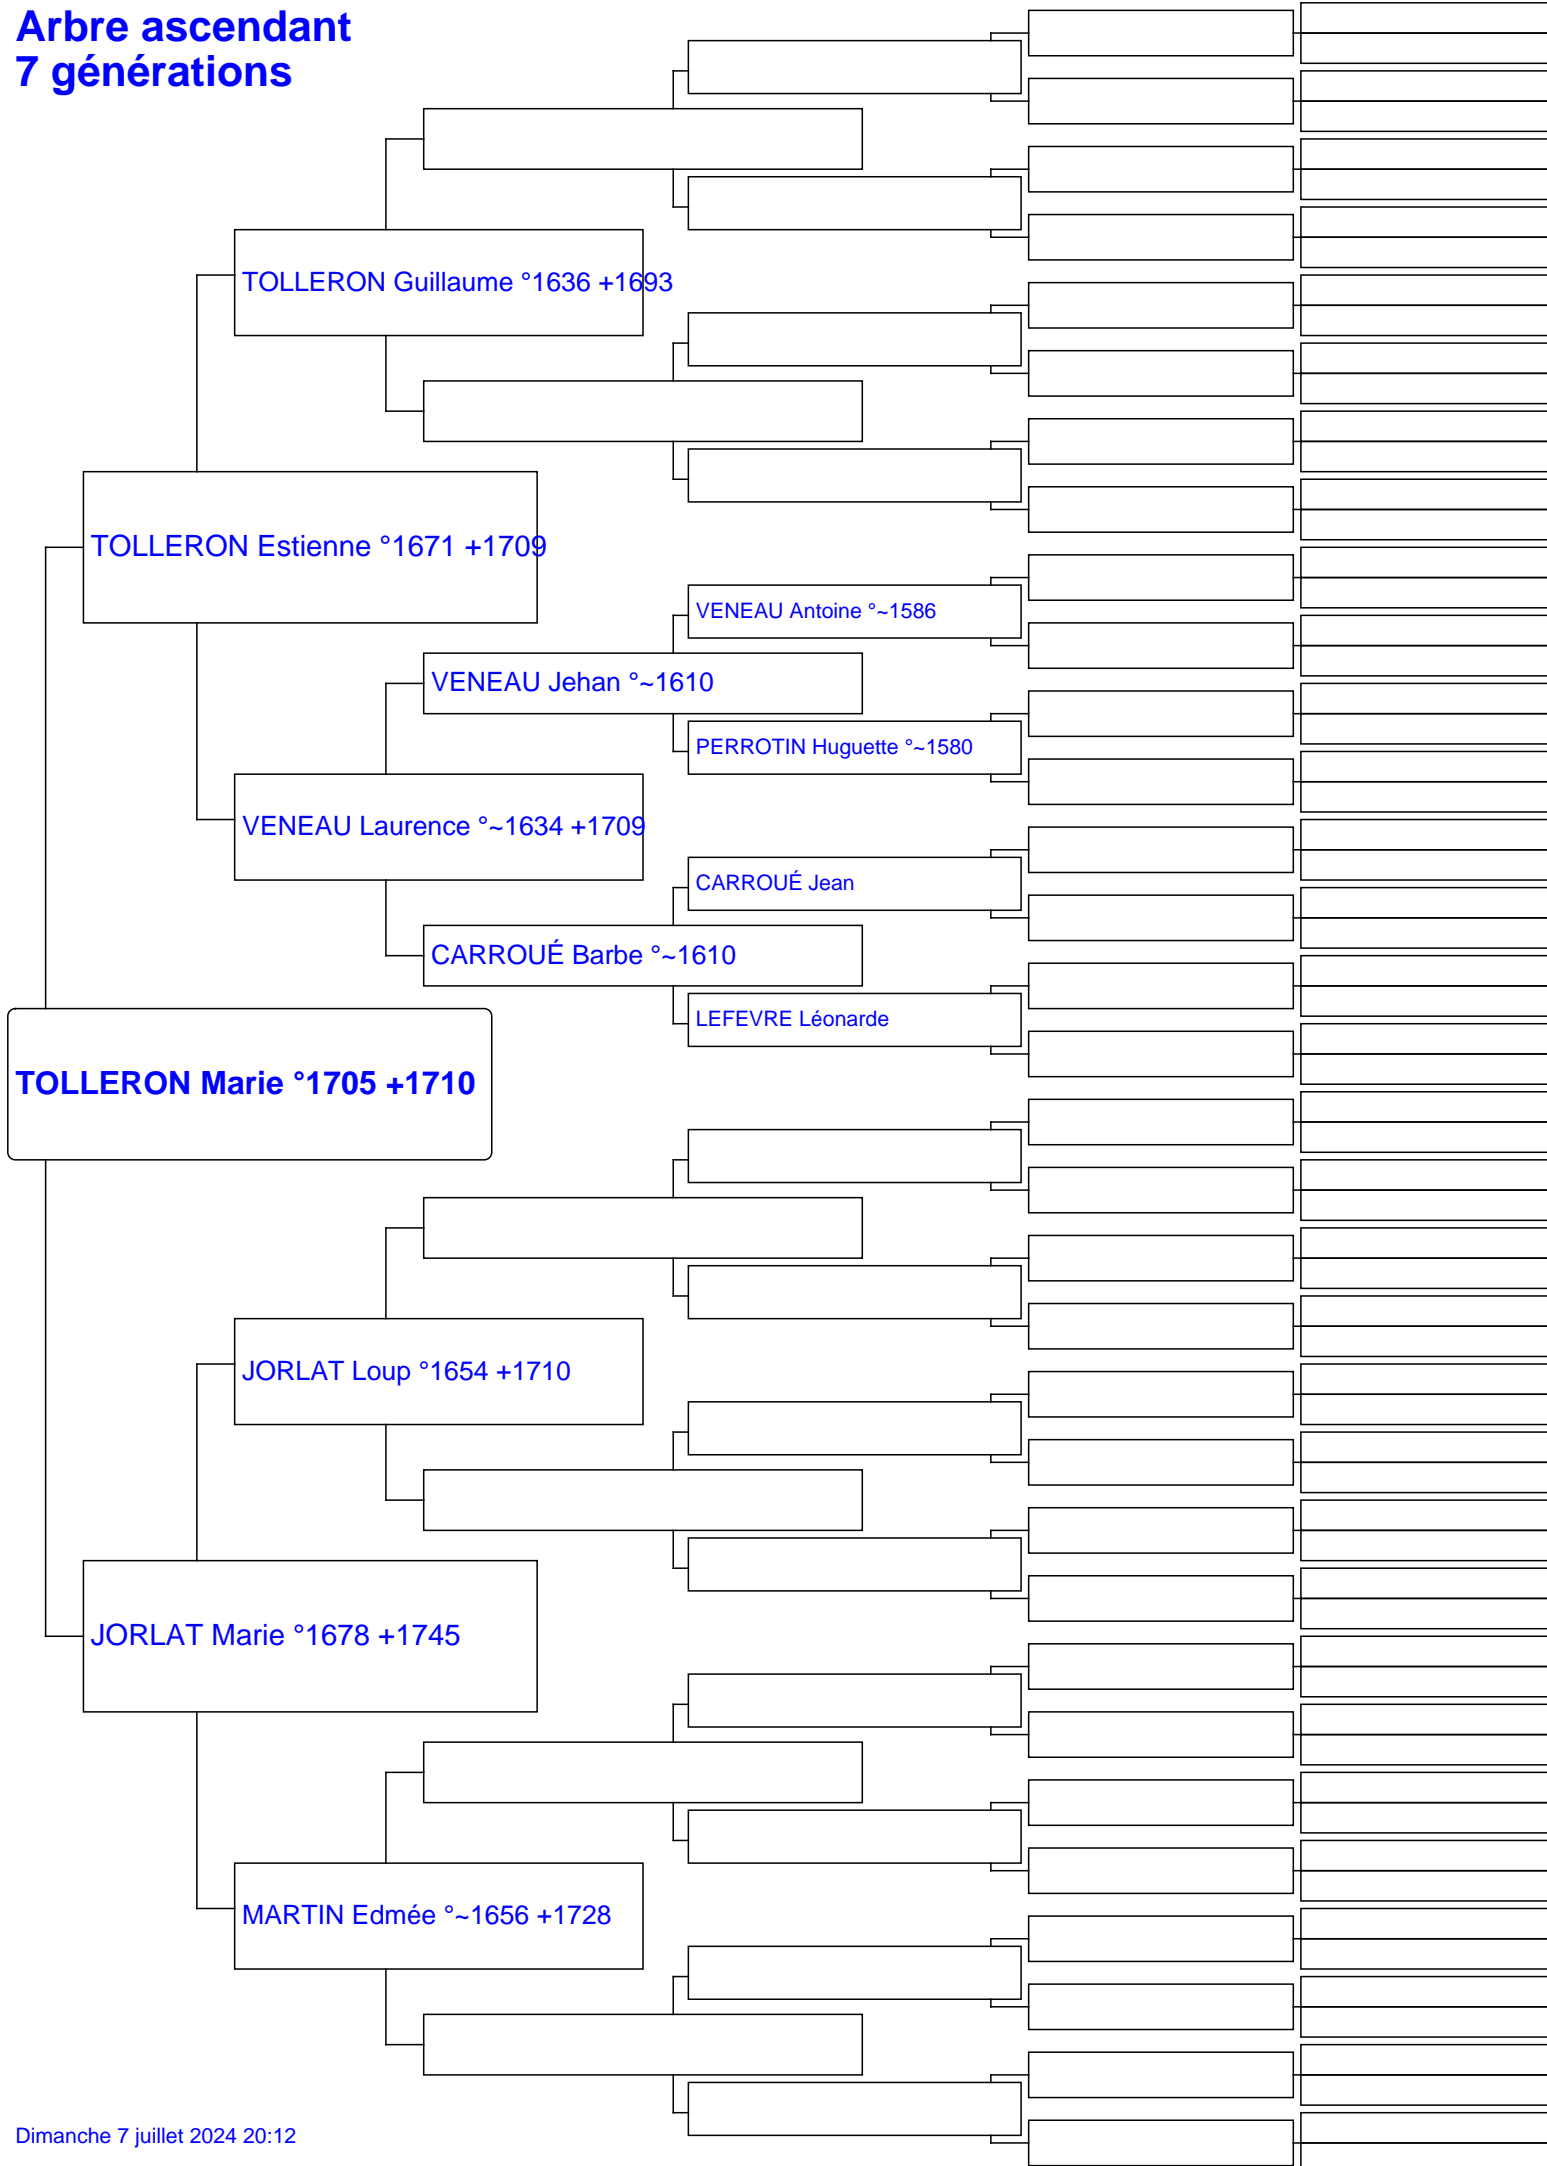 Arbre ascendant
7 générations
TOLLERON Guillaume °1636 +1693
TOLLERON Estienne °1671 +1709
VENEAU Antoine °~1586
VENEAU Jehan °~1610
PERROTIN Huguette °~1580
VENEAU Laurence °~1634 +1709
CARROUÉ Jean
CARROUÉ Barbe °~1610
LEFEVRE Léonarde
TOLLERON Marie °1705 +1710
JORLAT Loup °1654 +1710
JORLAT Marie °1678 +1745
MARTIN Edmée °~1656 +1728
Dimanche 7 juillet 2024 20:12